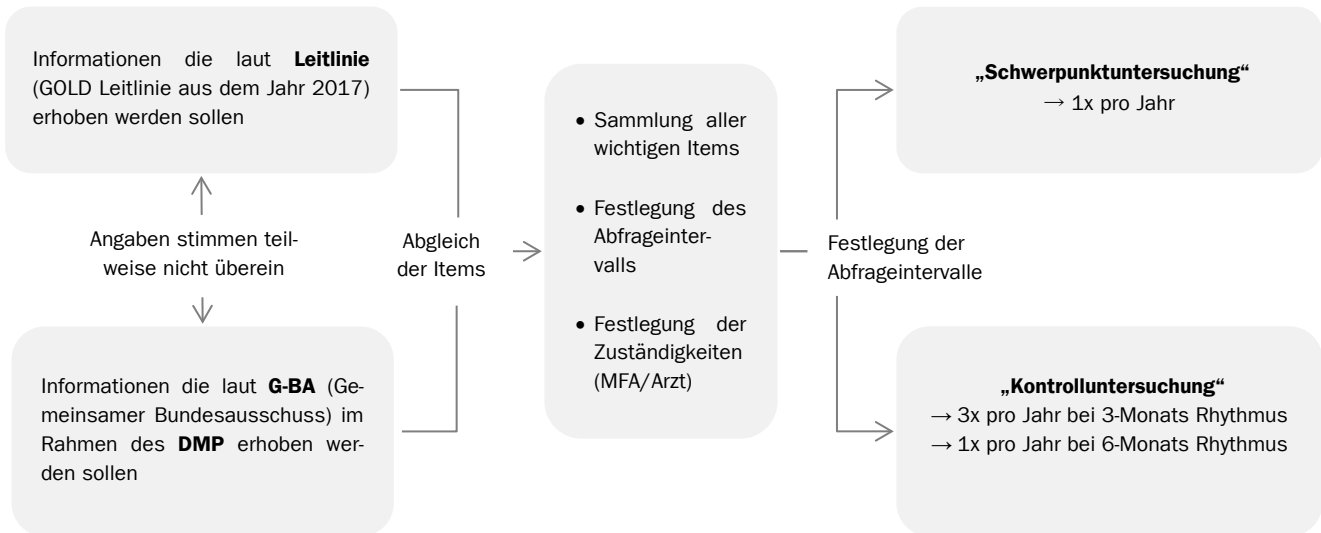 Informationen die laut Leitlinie
(GOLD Leitlinie aus dem Jahr 2017)
erhoben werden sollen
Angaben stimmen teil-
weise nicht überein
Informationen die laut G-BA (Ge-
meinsamer Bundesausschuss) im
Rahmen des DMP erhoben wer-
den sollen
Abgleich
der Items
• Sammlung aller
wichtigen Items
• Festlegung des
Abfrageinter-
valls
• Festlegung der
Zuständigkeiten
(MFA/Arzt)
Festlegung der
Abfrageintervalle
„Schwerpunktuntersuchung“
→ 1x pro Jahr
„Kontrolluntersuchung“
→ 3x pro Jahr bei 3-Monats Rhythmus
→ 1x pro Jahr bei 6-Monats Rhythmus